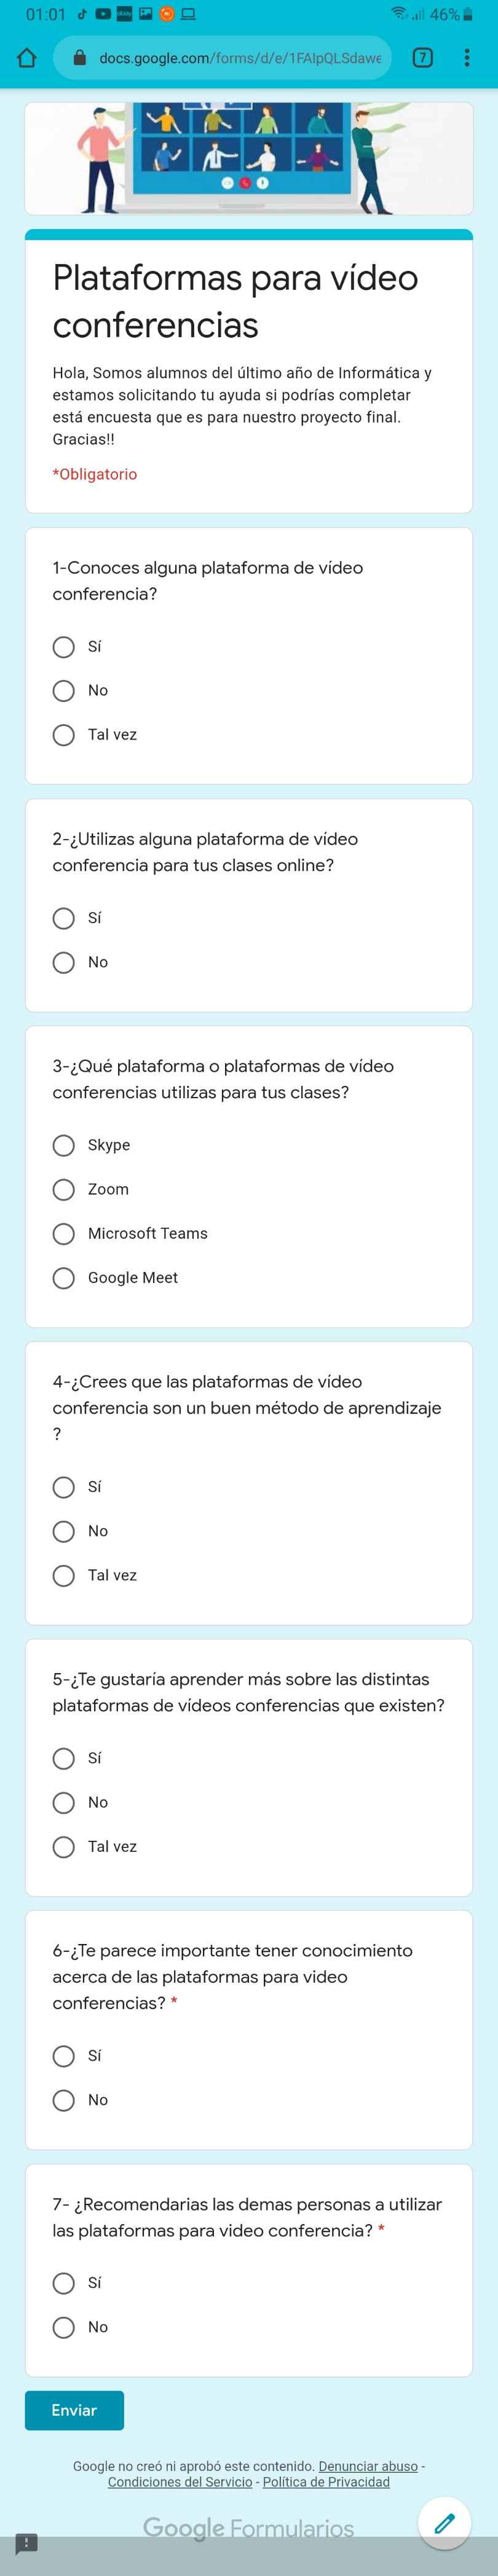 01:01
46%
docs.google.com/forms/d/e/1FAIpQLSdawe
7
Plataformas para vídeo
conferencias
Hola, Somos alumnos del último año de Informática y
estamos solicitando tu ayuda si podrías completar
está encuesta que es para nuestro proyecto final.
Gracias!!
*Obligatorio
1-Conoces alguna plataforma de vídeo
conferencia?
Sí
No
Tal vez
2-¿Utilizas alguna plataforma de vídeo
conferencia para tus clases online?
Sí
No
3-¿Qué plataforma o plataformas de vídeo
conferencias utilizas para tus clases?
Skype
Zoom
Microsoft Teams
Google Meet
4-¿Crees que las plataformas de vídeo
conferencia son un buen método de aprendizaje
?
Sí
No
Tal vez
5-¿Te gustaría aprender más sobre las distintas
plataformas de vídeos conferencias que existen?
Sí
No
Tal vez
6-¿Te parece importante tener conocimiento
acerca de las plataformas para video
conferencias? *
Sí
No
7- ¿Recomendarias las demas personas a utilizar
las plataformas para video conferencia? *
Sí
No
Enviar
Google no creó ni aprobó este contenido. Denunciar abuso -
Condiciones del Servicio - Política de Privacidad
Google Formularios